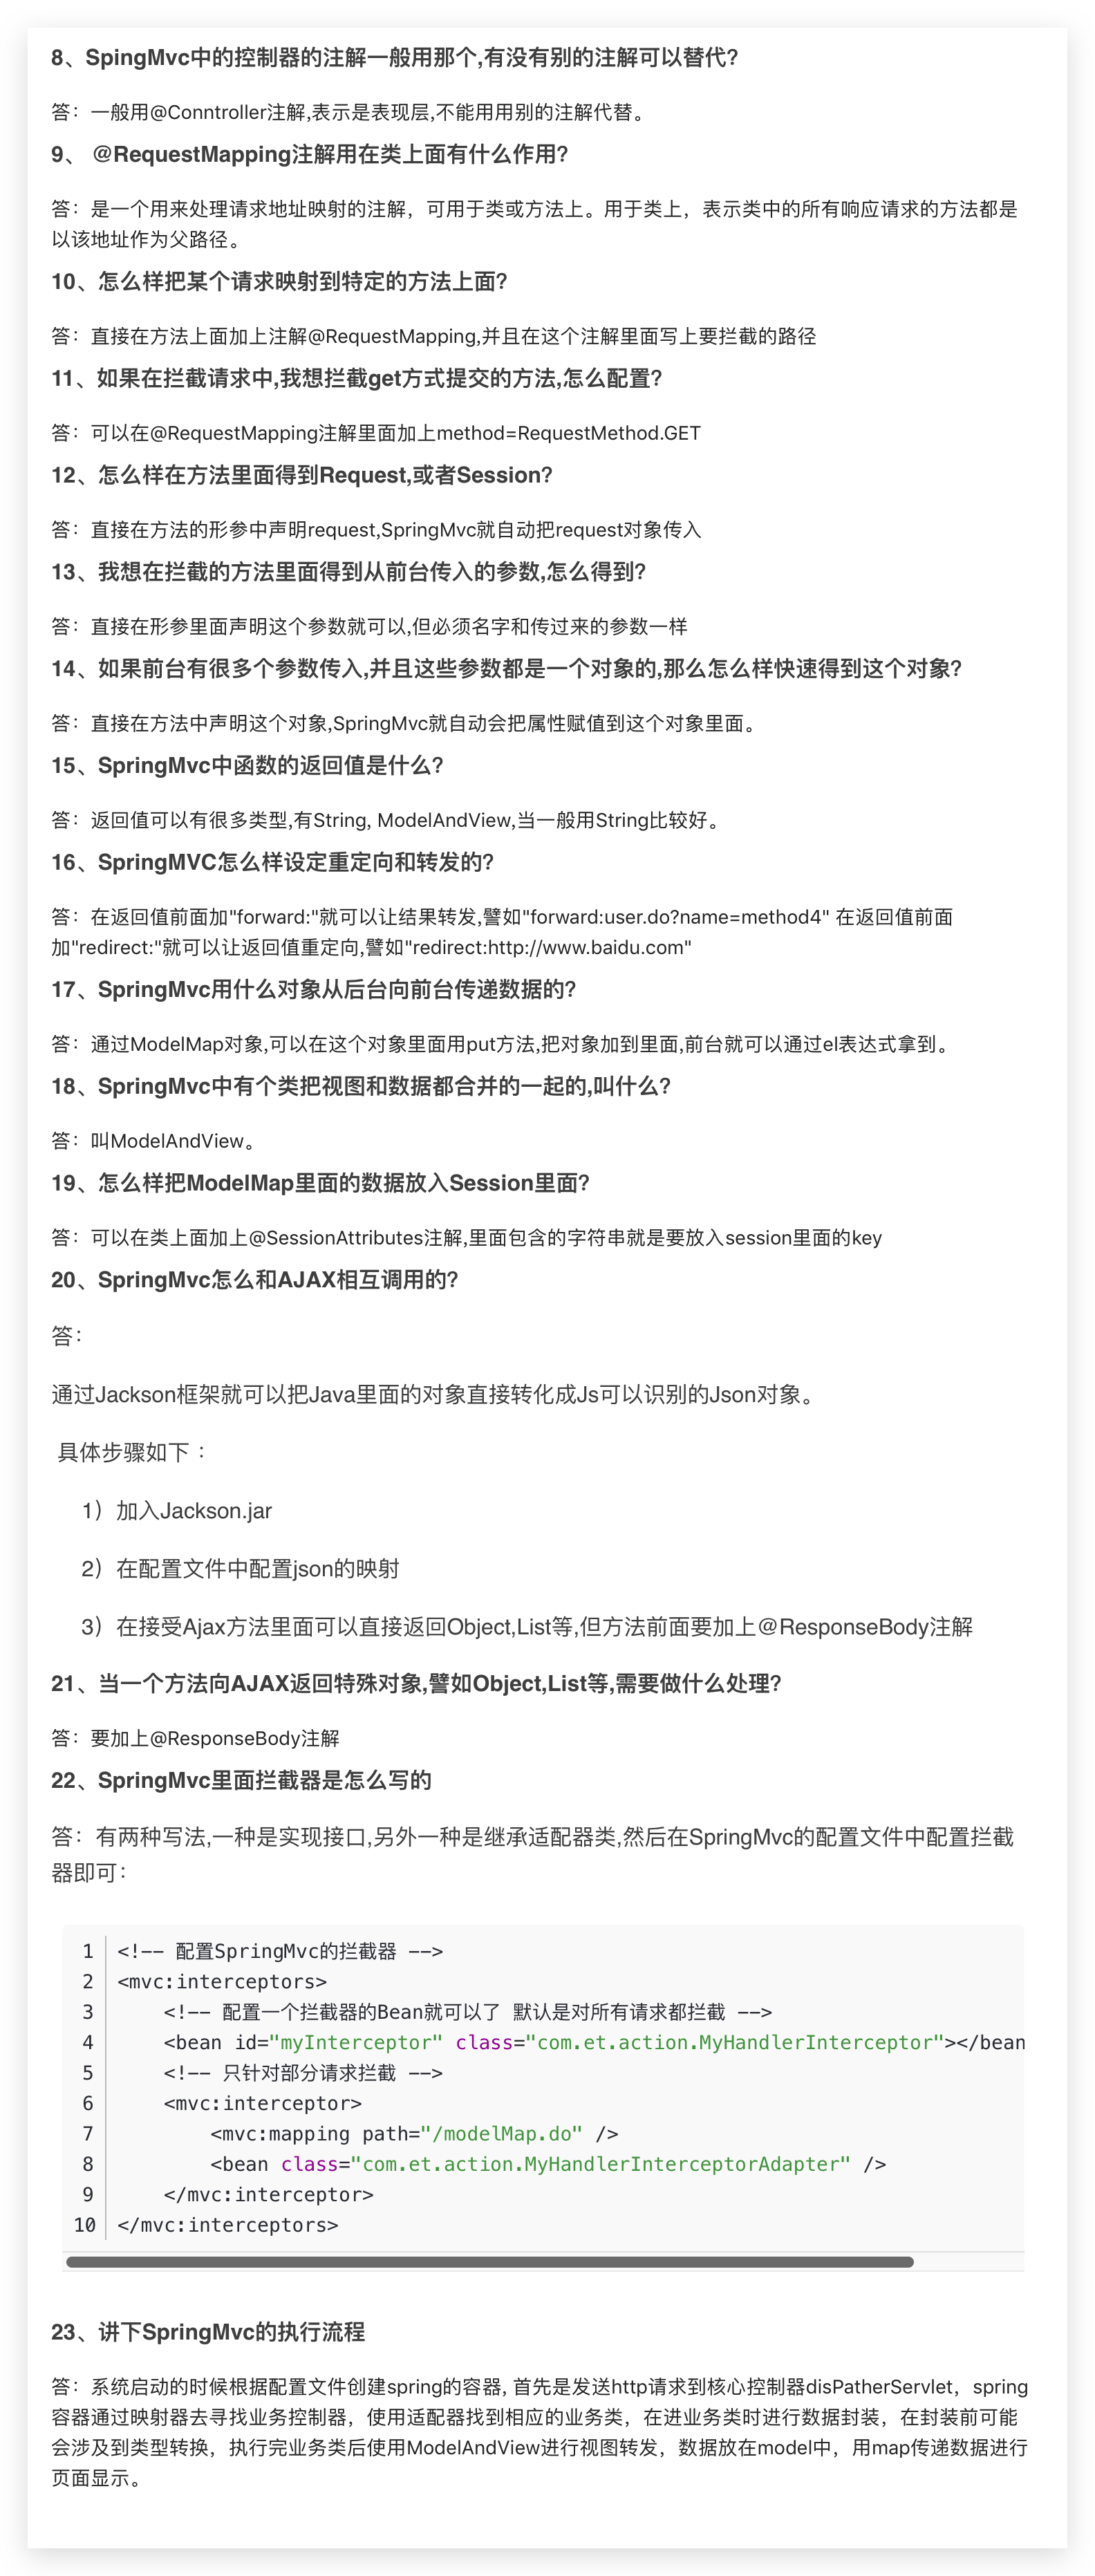 8、SpingMvc中的控制器的注解一般用那个,有没有别的注解可以替代?
答：一般用@Conntroller注解,表示是表现层,不能用用别的注解代替。
9、 @RequestMapping注解用在类上面有什么作用?
答：是一个用来处理请求地址映射的注解，可用于类或方法上。用于类上，表示类中的所有响应请求的方法都是
以该地址作为父路径。
10、怎么样把某个请求映射到特定的方法上面?
答：直接在方法上面加上注解@RequestMapping,并且在这个注解里面写上要拦截的路径
11、如果在拦截请求中,我想拦截get方式提交的方法,怎么配置?
答：可以在@RequestMapping注解里面加上method=RequestMethod.GET
12、怎么样在方法里面得到Request,或者Session?
答：直接在方法的形参中声明request,SpringMvc就自动把request对象传入
13、我想在拦截的方法里面得到从前台传入的参数,怎么得到?
答：直接在形参里面声明这个参数就可以,但必须名字和传过来的参数一样
14、如果前台有很多个参数传入,并且这些参数都是一个对象的,那么怎么样快速得到这个对象?
答：直接在方法中声明这个对象,SpringMvc就自动会把属性赋值到这个对象里面。
15、SpringMvc中函数的返回值是什么?
答：返回值可以有很多类型,有String, ModelAndView,当一般用String比较好。
16、SpringMVC怎么样设定重定向和转发的?
答：在返回值前面加"forward:"就可以让结果转发,譬如"forward:user.do?name=method4" 在返回值前面
加"redirect:"就可以让返回值重定向,譬如"redirect:http://www.baidu.com"
17、SpringMvc用什么对象从后台向前台传递数据的?
答：通过ModelMap对象,可以在这个对象里面用put方法,把对象加到里面,前台就可以通过el表达式拿到。
18、SpringMvc中有个类把视图和数据都合并的一起的,叫什么?
答：叫ModelAndView。
19、怎么样把ModelMap里面的数据放入Session里面?
答：可以在类上面加上@SessionAttributes注解,里面包含的字符串就是要放入session里面的key
20、SpringMvc怎么和AJAX相互调用的?
答：
通过Jackson框架就可以把Java里面的对象直接转化成Js可以识别的Json对象。
具体步骤如下 ：
1）加入Jackson.jar
2）在配置文件中配置json的映射
3）在接受Ajax方法里面可以直接返回Object,List等,但方法前面要加上@ResponseBody注解
21、当一个方法向AJAX返回特殊对象,譬如Object,List等,需要做什么处理?
答：要加上@ResponseBody注解
22、SpringMvc里面拦截器是怎么写的
答：有两种写法,一种是实现接口,另外一种是继承适配器类,然后在SpringMvc的配置文件中配置拦截
器即可：
1 <!-- 配置SpringMvc的拦截器 -->
2 <mvc:interceptors>
3     <!-- 配置一个拦截器的Bean就可以了 默认是对所有请求都拦截 -->
4     <bean id="myInterceptor" class="com.et.action.MyHandlerInterceptor"></bean
5     <!-- 只针对部分请求拦截 -->
6     <mvc:interceptor>
7         <mvc:mapping path="/modelMap.do" />
8         <bean class="com.et.action.MyHandlerInterceptorAdapter" />
9     </mvc:interceptor>
10 </mvc:interceptors>
23、讲下SpringMvc的执行流程
答：系统启动的时候根据配置文件创建spring的容器, 首先是发送http请求到核心控制器disPatherServlet，spring
容器通过映射器去寻找业务控制器，使用适配器找到相应的业务类，在进业务类时进行数据封装，在封装前可能
会涉及到类型转换，执行完业务类后使用ModelAndView进行视图转发，数据放在model中，用map传递数据进行
页面显示。